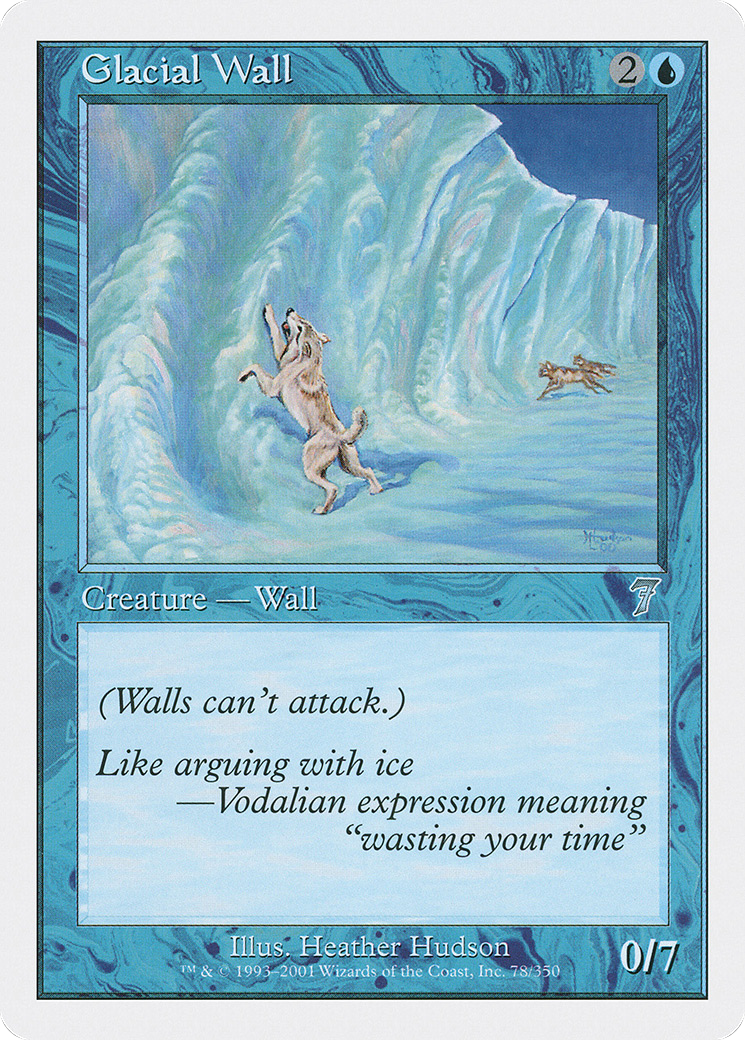 Glacial Wall
2
Creature — Wall
7
(Walls can't attack.)
Like arguing with ice
—Vodalian expression meaning
“wasting your time”
Illus. Heather Hudson
™ & © 1993–2001 Wizards of the Coast, Inc. 78/350
0/7